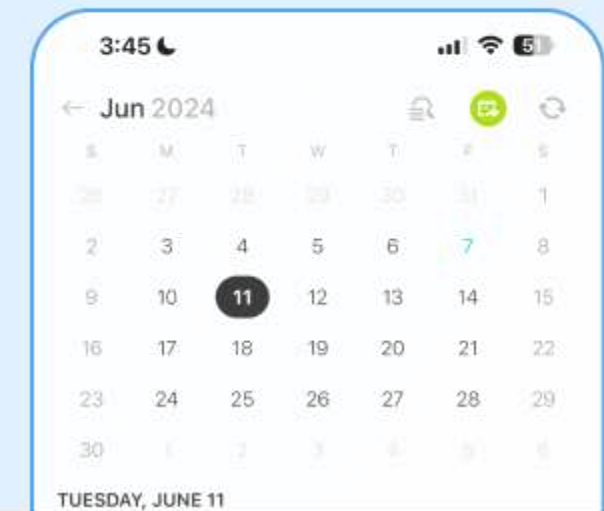 3:45
← Jun 2024
S M T W T F S
26 27 28 29 30 31 1
2 3 4 5 6 7 8
9 10 11 12 13 14 15
16 17 18 19 20 21 22
23 24 25 26 27 28 29
30 1 2 3 4 5 6
TUESDAY, JUNE 11